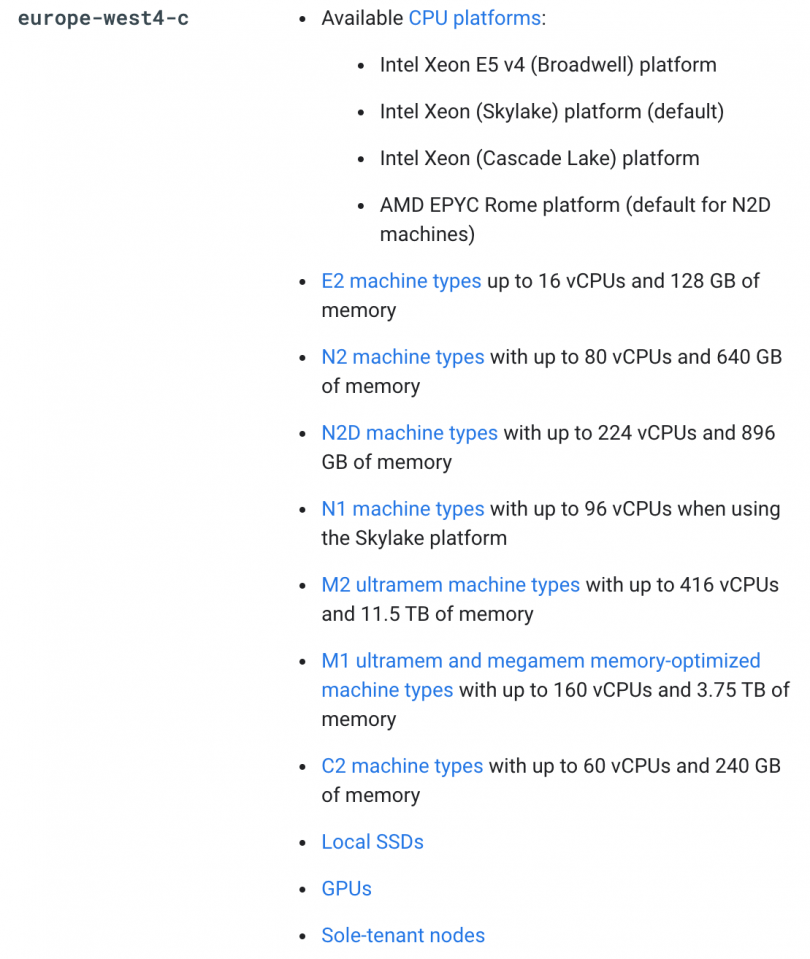 europe-west4-c
Available CPU platforms:
Intel Xeon E5 v4 (Broadwell) platform
Intel Xeon (Skylake) platform (default)
Intel Xeon (Cascade Lake) platform
AMD EPYC Rome platform (default for N2D
machines)
E2 machine types up to 16 vCPUs and 128 GB of
memory
N2 machine types with up to 80 vCPUs and 640 GB
of memory
N2D machine types with up to 224 vCPUs and 896
GB of memory
N1 machine types with up to 96 vCPUs when using
the Skylake platform
M2 ultramem machine types with up to 416 vCPUs
and 11.5 TB of memory
M1 ultramem and megamem memory-optimized
machine types with up to 160 vCPUs and 3.75 TB of
memory
C2 machine types with up to 60 vCPUs and 240 GB
of memory
Local SSDs
GPUs
Sole-tenant nodes